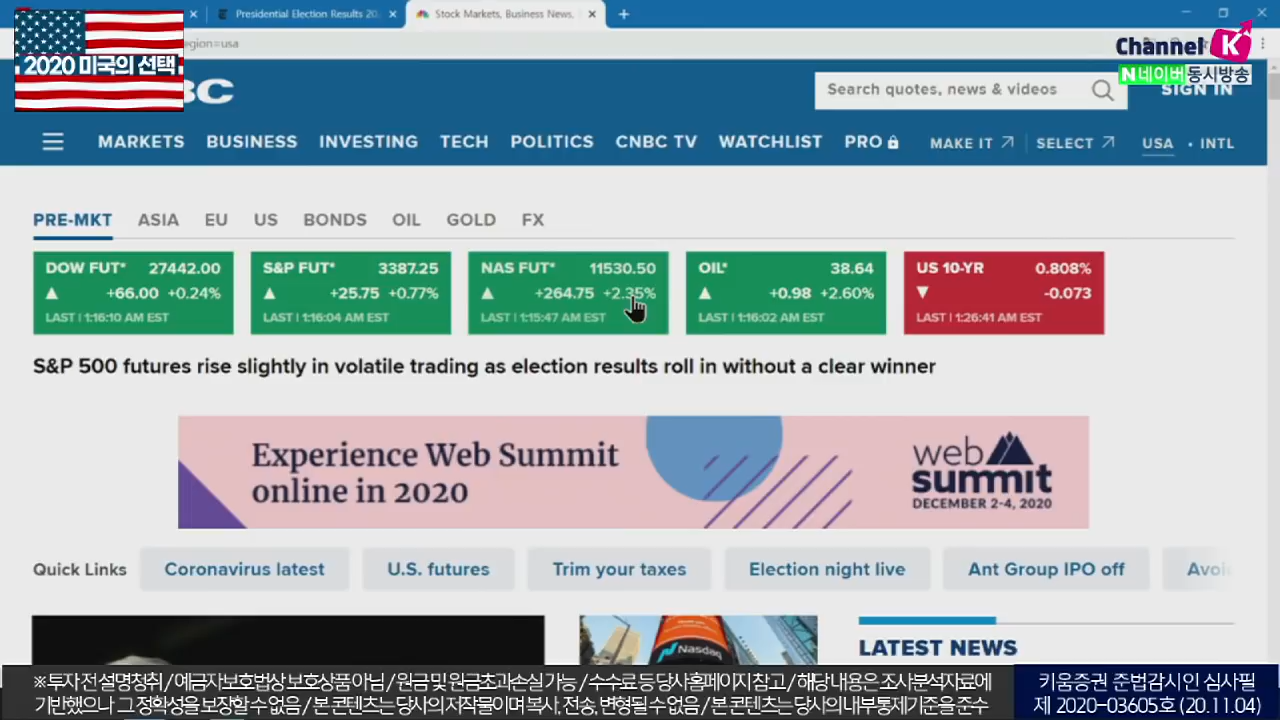 Presidential Election Results 20
Stock Markets, Business News,
2020 미국의 선택
egion=usa
Channel K
N네이버동시방송
BC
Search quotes, news & videos
SIGN IN
MARKETS BUSINESS INVESTING TECH POLITICS CNBC TV WATCHLIST PRO MAKE IT SELECT USA • INTL
PRE-MKT ASIA EU US BONDS OIL GOLD FX
DOW FUT* 27442.00 S&P FUT* 3387.25 NAS FUT* 11530.50 OIL* 38.64 US 10-YR 0.808%
▲ +66.00 +0.24% ▲ +25.75 +0.77% ▲ +264.75 +2.35% ▲ +0.98 +2.60% ▼ -0.073
LAST | 1:16:10 AM EST LAST | 1:16:04 AM EST LAST | 1:15:47 AM EST LAST | 1:16:02 AM EST LAST | 1:26:41 AM EST
S&P 500 futures rise slightly in volatile trading as election results roll in without a clear winner
Experience Web Summit
online in 2020
web
summit
DECEMBER 2-4, 2020
Quick Links Coronavirus latest U.S. futures Trim your taxes Election night live Ant Group IPO off Avoi
Nasdaq
LATEST NEWS
※ 투자 전 설명청취 / 예금자보호법상 보호상품 아님 / 원금 및 원금초과손실 가능 / 수수료 등 당사홈페이지 참고 / 해당 내용은 조사분석자료에
기반했으나 그 정확성을 보장할 수 없음 / 본 콘텐츠는 당사의 저작물이며 복사, 전송, 변형될 수 없음 / 본 콘텐츠는 당사의 내부통제기준을 준수
키움증권 준법감시인 심사필
제 2020-03605호 (20.11.04)